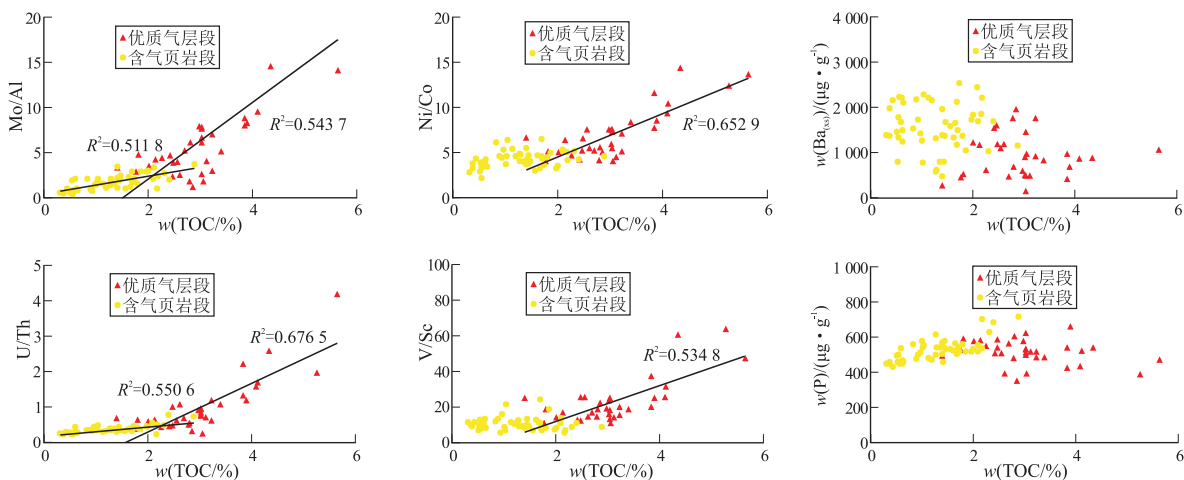 20
15
10
5
0
Mo/Al
优质气层段
含气页岩段
R²=0.511 8
R²=0.543 7
0 2 4 6
w(TOC/%)
20
15
10
5
0
Ni/Co
优质气层段
含气页岩段
R²=0.652 9
0 2 4 6
w(TOC/%)
4 000
3 000
2 000
1 000
0
w(Ba(xs))/(μg·g⁻¹)
优质气层段
含气页岩段
0 2 4 6
w(TOC/%)
5
4
3
2
1
0
U/Th
优质气层段
含气页岩段
R²=0.676 5
R²=0.550 6
0 2 4 6
w(TOC/%)
100
80
60
40
20
0
V/Sc
优质气层段
含气页岩段
R²=0.534 8
0 2 4 6
w(TOC/%)
1 000
800
600
400
200
0
w(P)/(μg·g⁻¹)
优质气层段
含气页岩段
0 2 4 6
w(TOC/%)